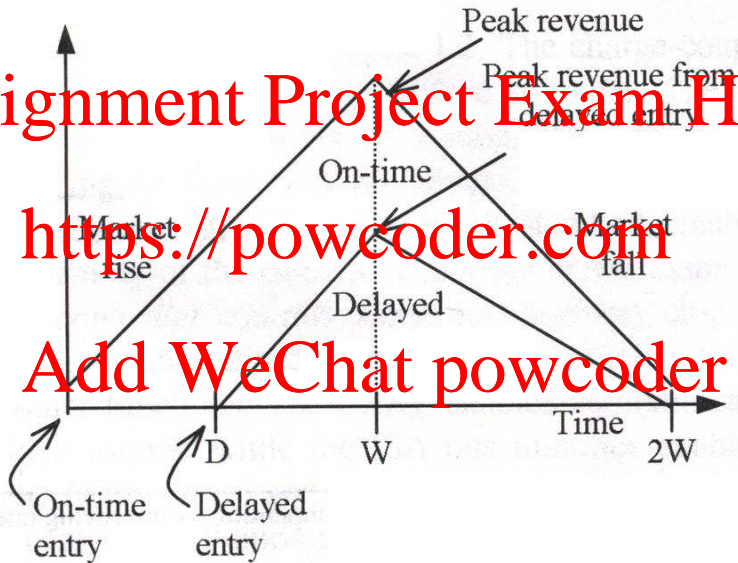 Peak revenue
Peak revenue from
delayed entry
ignment Project Exam H
On-time
Market
rise
https://powcoder.com
Market
fall
Delayed
Add WeChat powcoder
D
W
Time
2W
On-time
entry
Delayed
entry